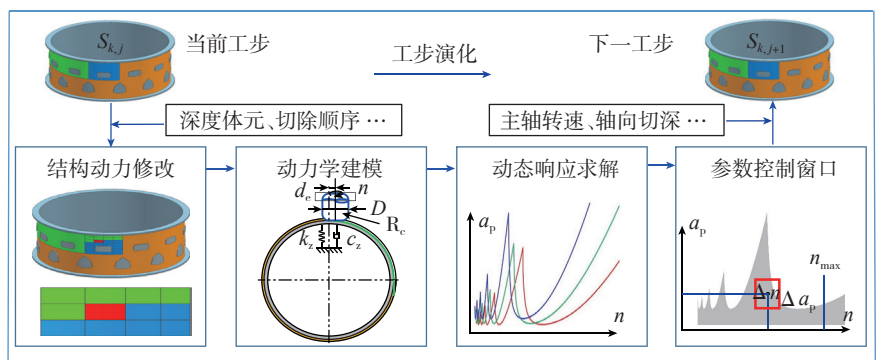 S_{k,j}
当前工步
工步演化
下一工步
S_{k,j+1}
深度体元、切除顺序 …
主轴转速、轴向切深 …
结构动力修改
动力学建模
d_e
n
D
R_c
k_z
c_z
动态响应求解
a_p
n
参数控制窗口
a_p
n_{max}
Δn
Δa_p
n